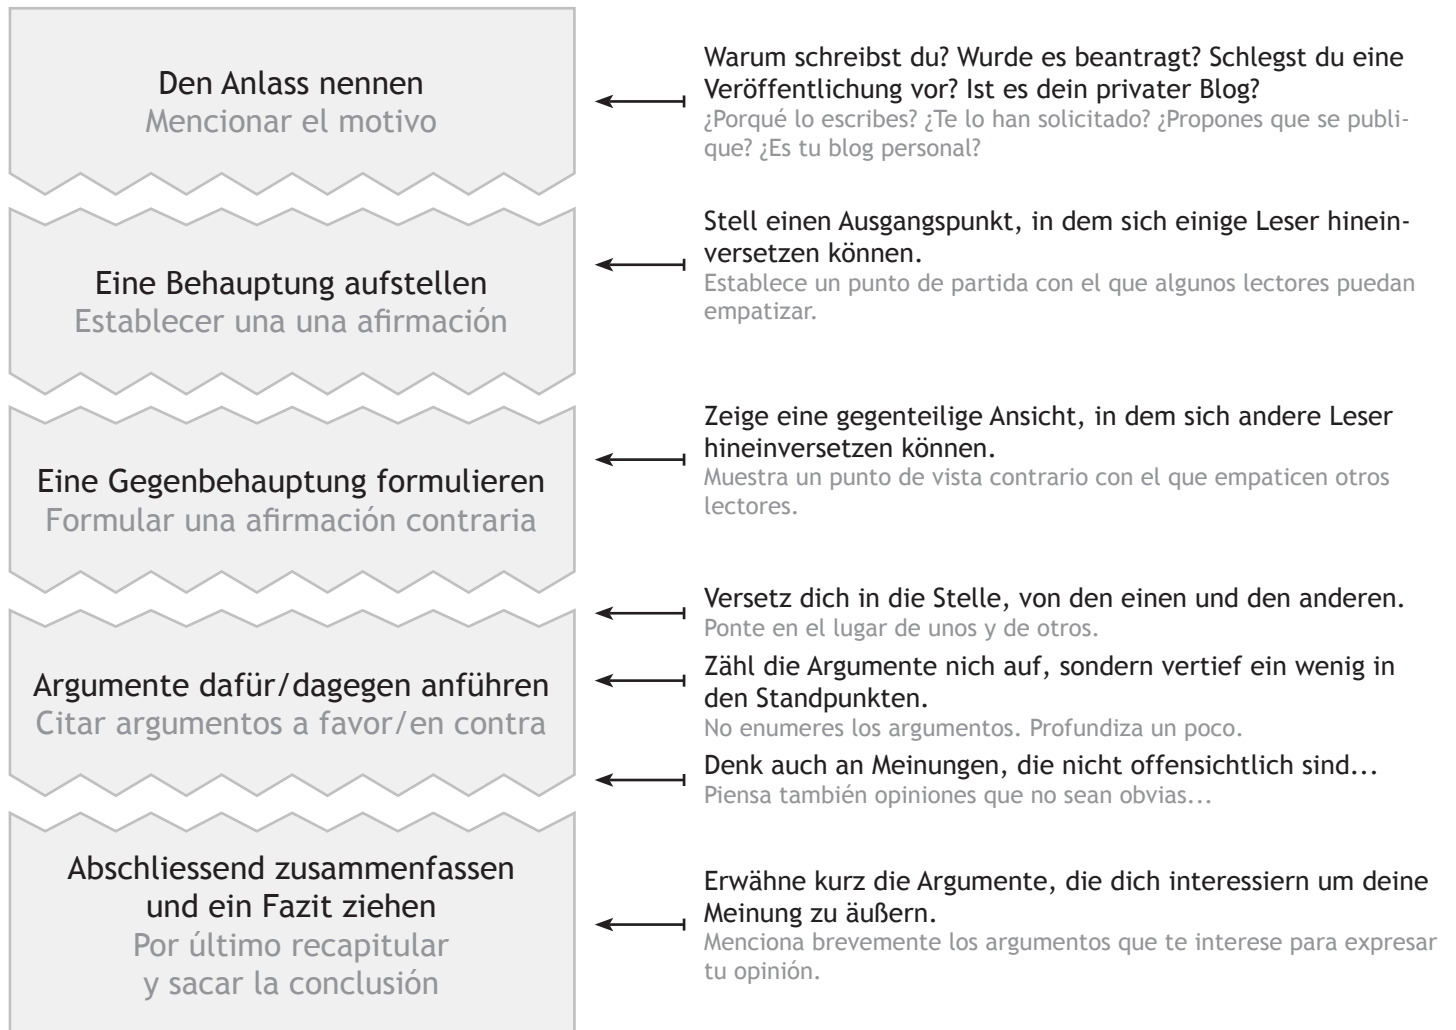 Den Anlass nennen
Mencionar el motivo
Warum schreibst du? Wurde es beantragt? Schlegst du eine
Veröffentlichung vor? Ist es dein privater Blog?
¿Porqué lo escribes? ¿Te lo han solicitado? ¿Propones que se publi-
que? ¿Es tu blog personal?
Eine Behauptung aufstellen
Establecer una una afirmación
Stell einen Ausgangspunkt, in dem sich einige Leser hinein-
versetzen können.
Establece un punto de partida con el que algunos lectores puedan
empatizar.
Eine Gegenbehauptung formulieren
Formular una afirmación contraria
Zeige eine gegenteilige Ansicht, in dem sich andere Leser
hineinversetzen können.
Muestra un punto de vista contrario con el que empaticen otros
lectores.
Argumente dafür/dagegen anführen
Citar argumentos a favor/en contra
Versetz dich in die Stelle, von den einen und den anderen.
Ponte en el lugar de unos y de otros.
Zähl die Argumente nich auf, sondern vertief ein wenig in
den Standpunkten.
No enumeres los argumentos. Profundiza un poco.
Denk auch an Meinungen, die nicht offensichtlich sind...
Piensa también opiniones que no sean obvias...
Abschliessend zusammenfassen
und ein Fazit ziehen
Por último recapitular
y sacar la conclusión
Erwähne kurz die Argumente, die dich interessiern um deine
Meinung zu äußern.
Menciona brevemente los argumentos que te interese para expresar
tu opinión.